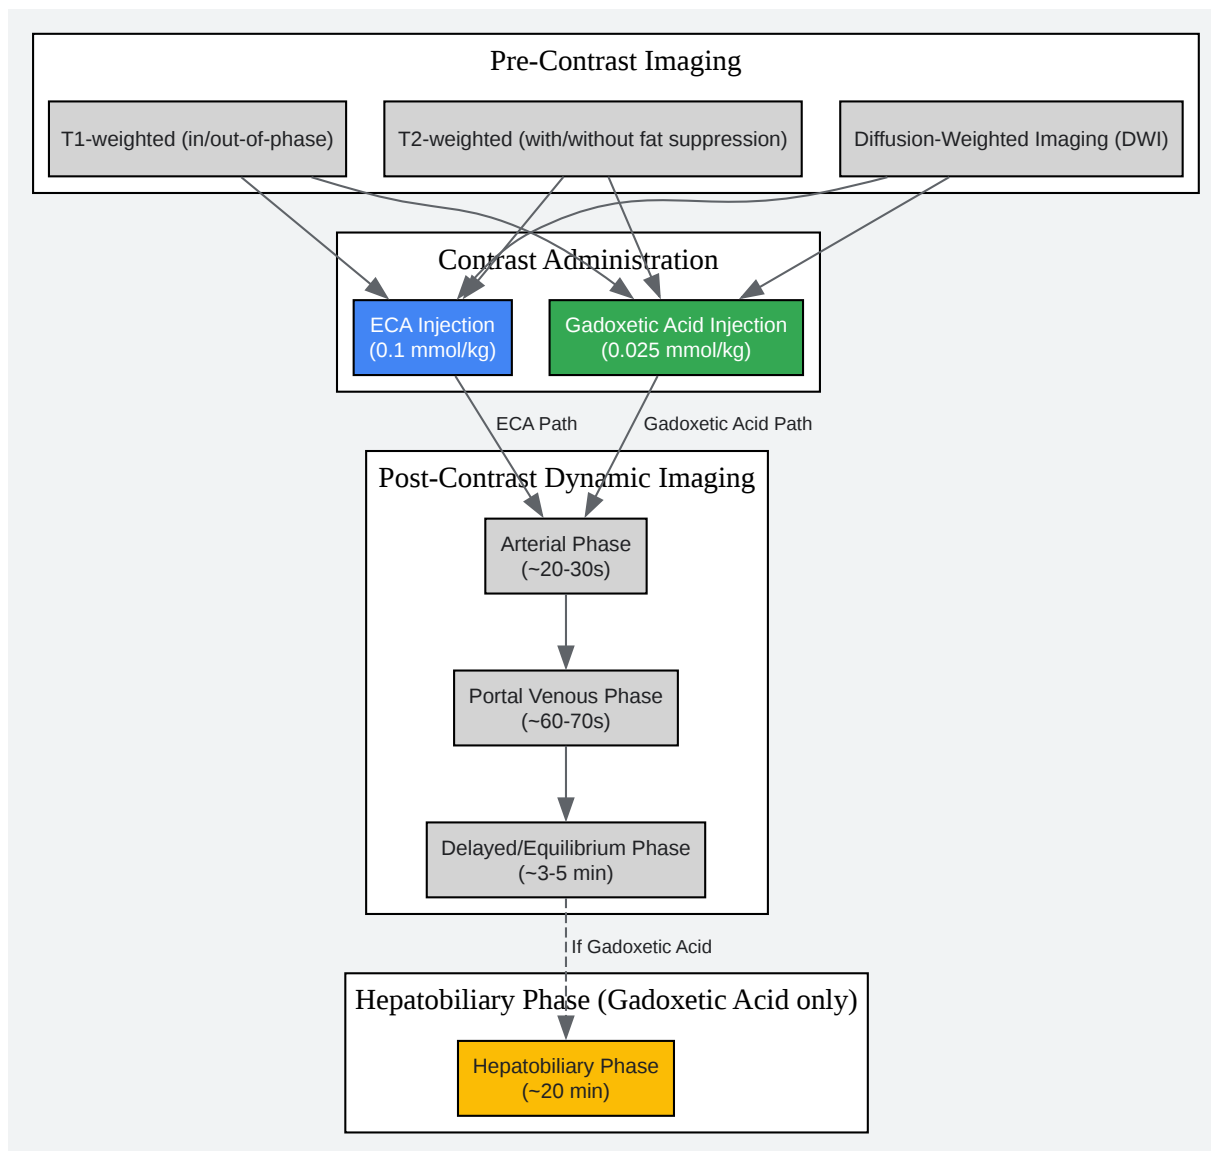 Pre-Contrast Imaging
T1-weighted (in/out-of-phase)
T2-weighted (with/without fat suppression)
Diffusion-Weighted Imaging (DWI)
Contrast Administration
ECA Injection
(0.1 mmol/kg)
Gadoxetic Acid Injection
(0.025 mmol/kg)
ECA Path
Gadoxetic Acid Path
Post-Contrast Dynamic Imaging
Arterial Phase
(~20-30s)
Portal Venous Phase
(~60-70s)
Delayed/Equilibrium Phase
(~3-5 min)
If Gadoxetic Acid
Hepatobiliary Phase (Gadoxetic Acid only)
Hepatobiliary Phase
(~20 min)